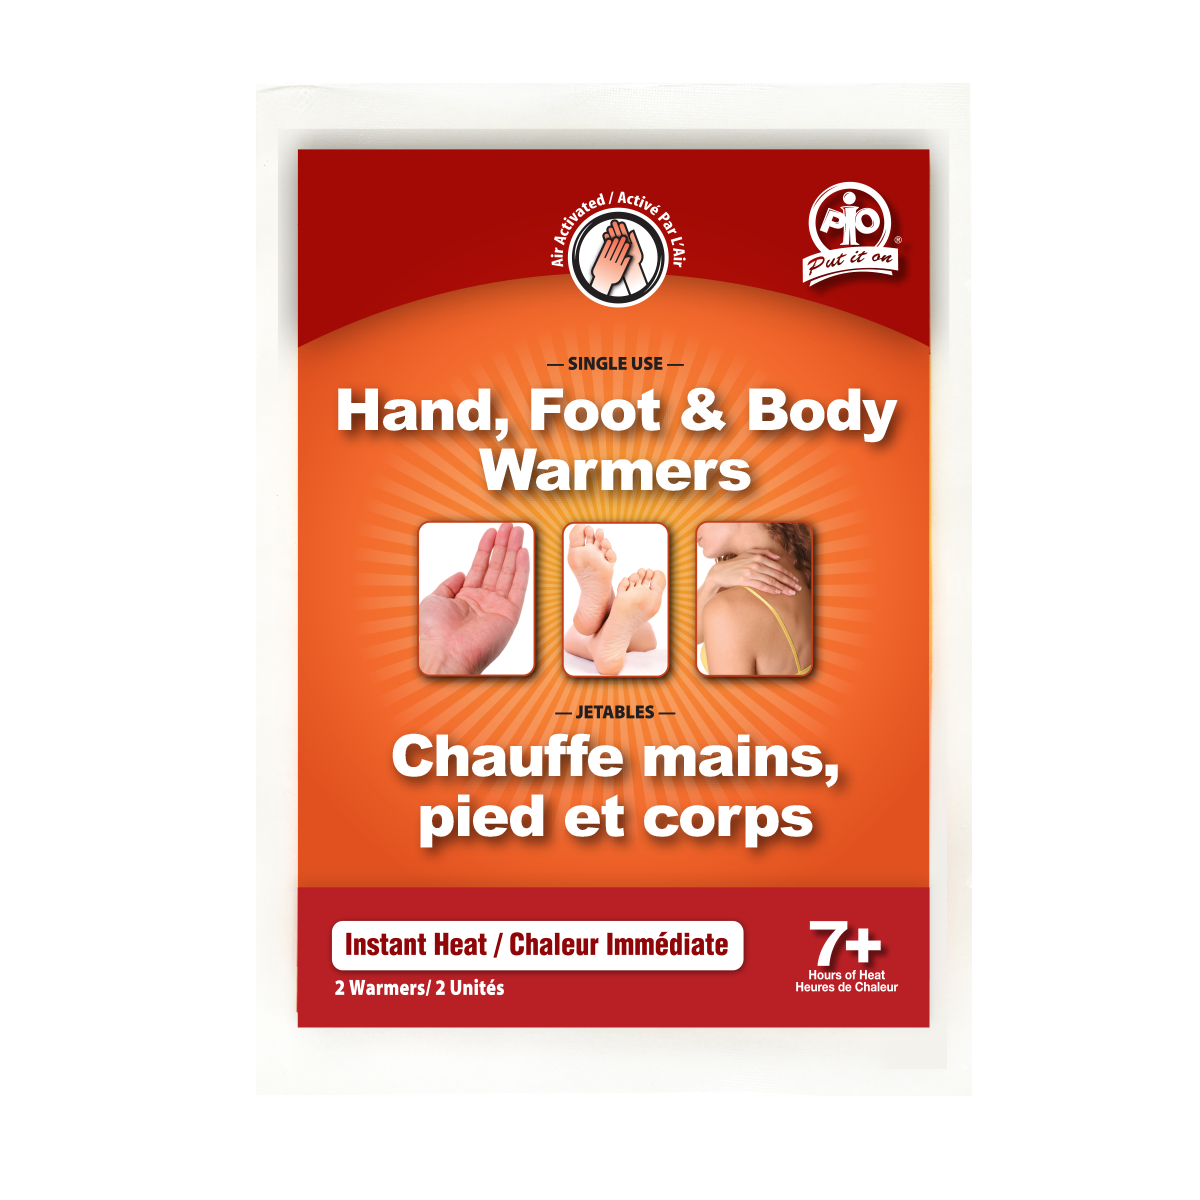 Air Activated / Activé Par L'Air
PiO
®
Put it on
— SINGLE USE —
Hand, Foot & Body
Warmers
— JETABLES —
Chauffe mains,
pied et corps
Instant Heat / Chaleur Immédiate
2 Warmers/ 2 Unités
7+
Hours of Heat
Heures de Chaleur